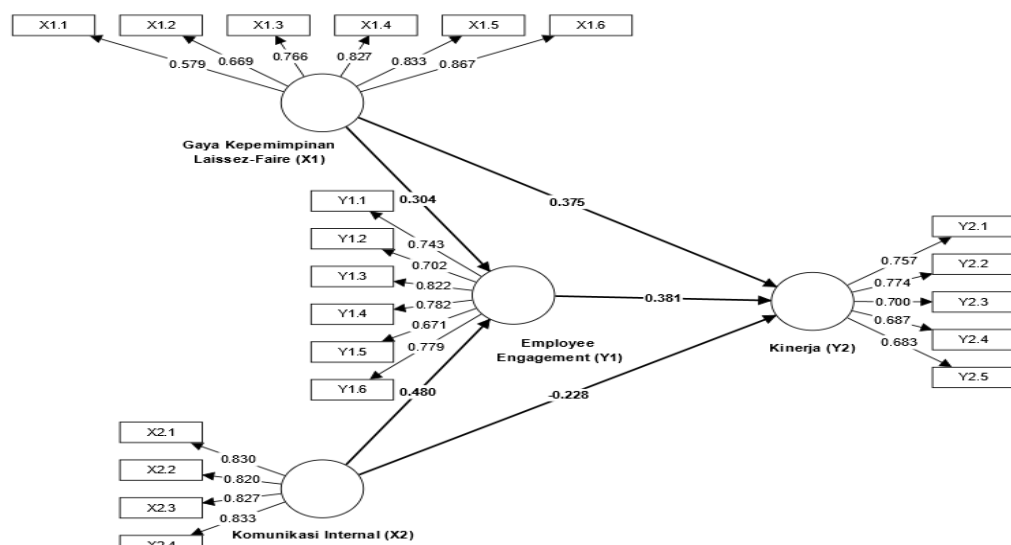 X1.1 X1.2 X1.3 X1.4 X1.5 X1.6
0.579 0.669 0.766 0.827 0.833 0.867
Gaya Kepemimpinan
Laissez-Faire (X1)
0.304
0.375
Y1.1
Y1.2
Y1.3
Y1.4
Y1.5
Y1.6
0.743
0.702
0.822
0.782
0.671
0.779
Employee
Engagement (Y1)
0.381
Kinerja (Y2)
0.757
0.774
0.700
0.687
0.683
Y2.1
Y2.2
Y2.3
Y2.4
Y2.5
0.480
-0.228
X2.1
X2.2
X2.3
X2.4
0.830
0.820
0.827
0.833
Komunikasi Internal (X2)